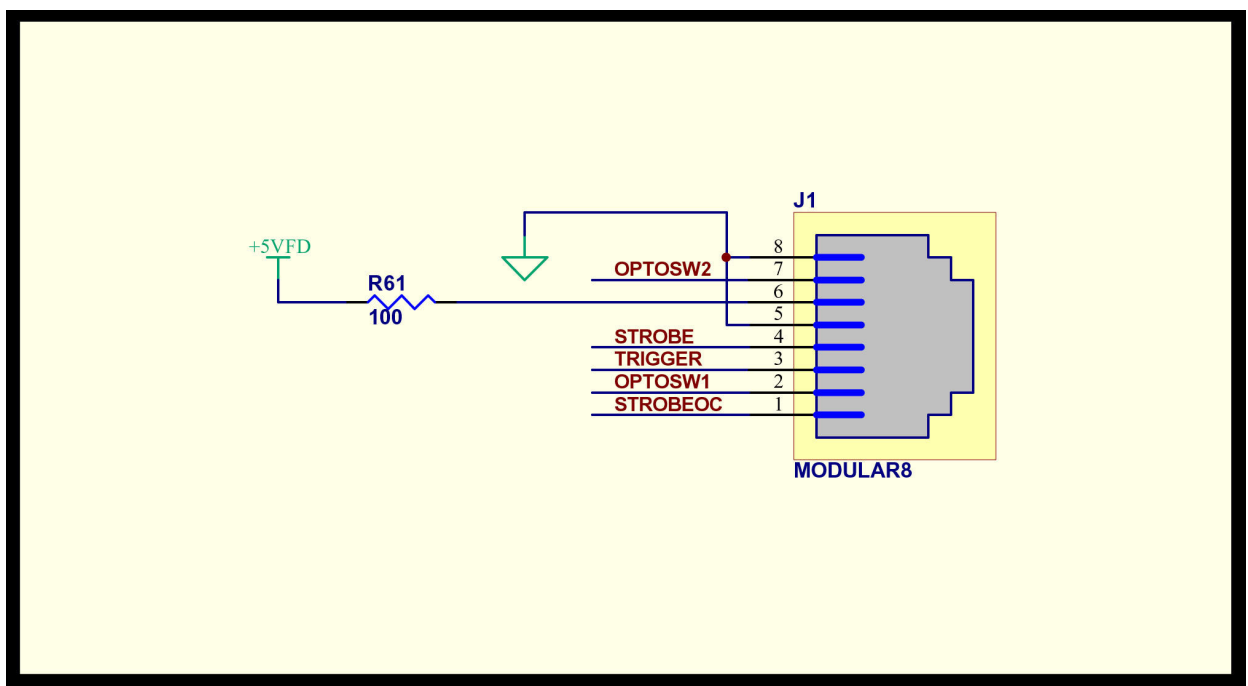 J1
8
+5VFD
OPTOSW2
7
R61
6
100
5
STROBE
4
TRIGGER
3
OPTOSW1
2
STROBEOC
1
MODULAR8